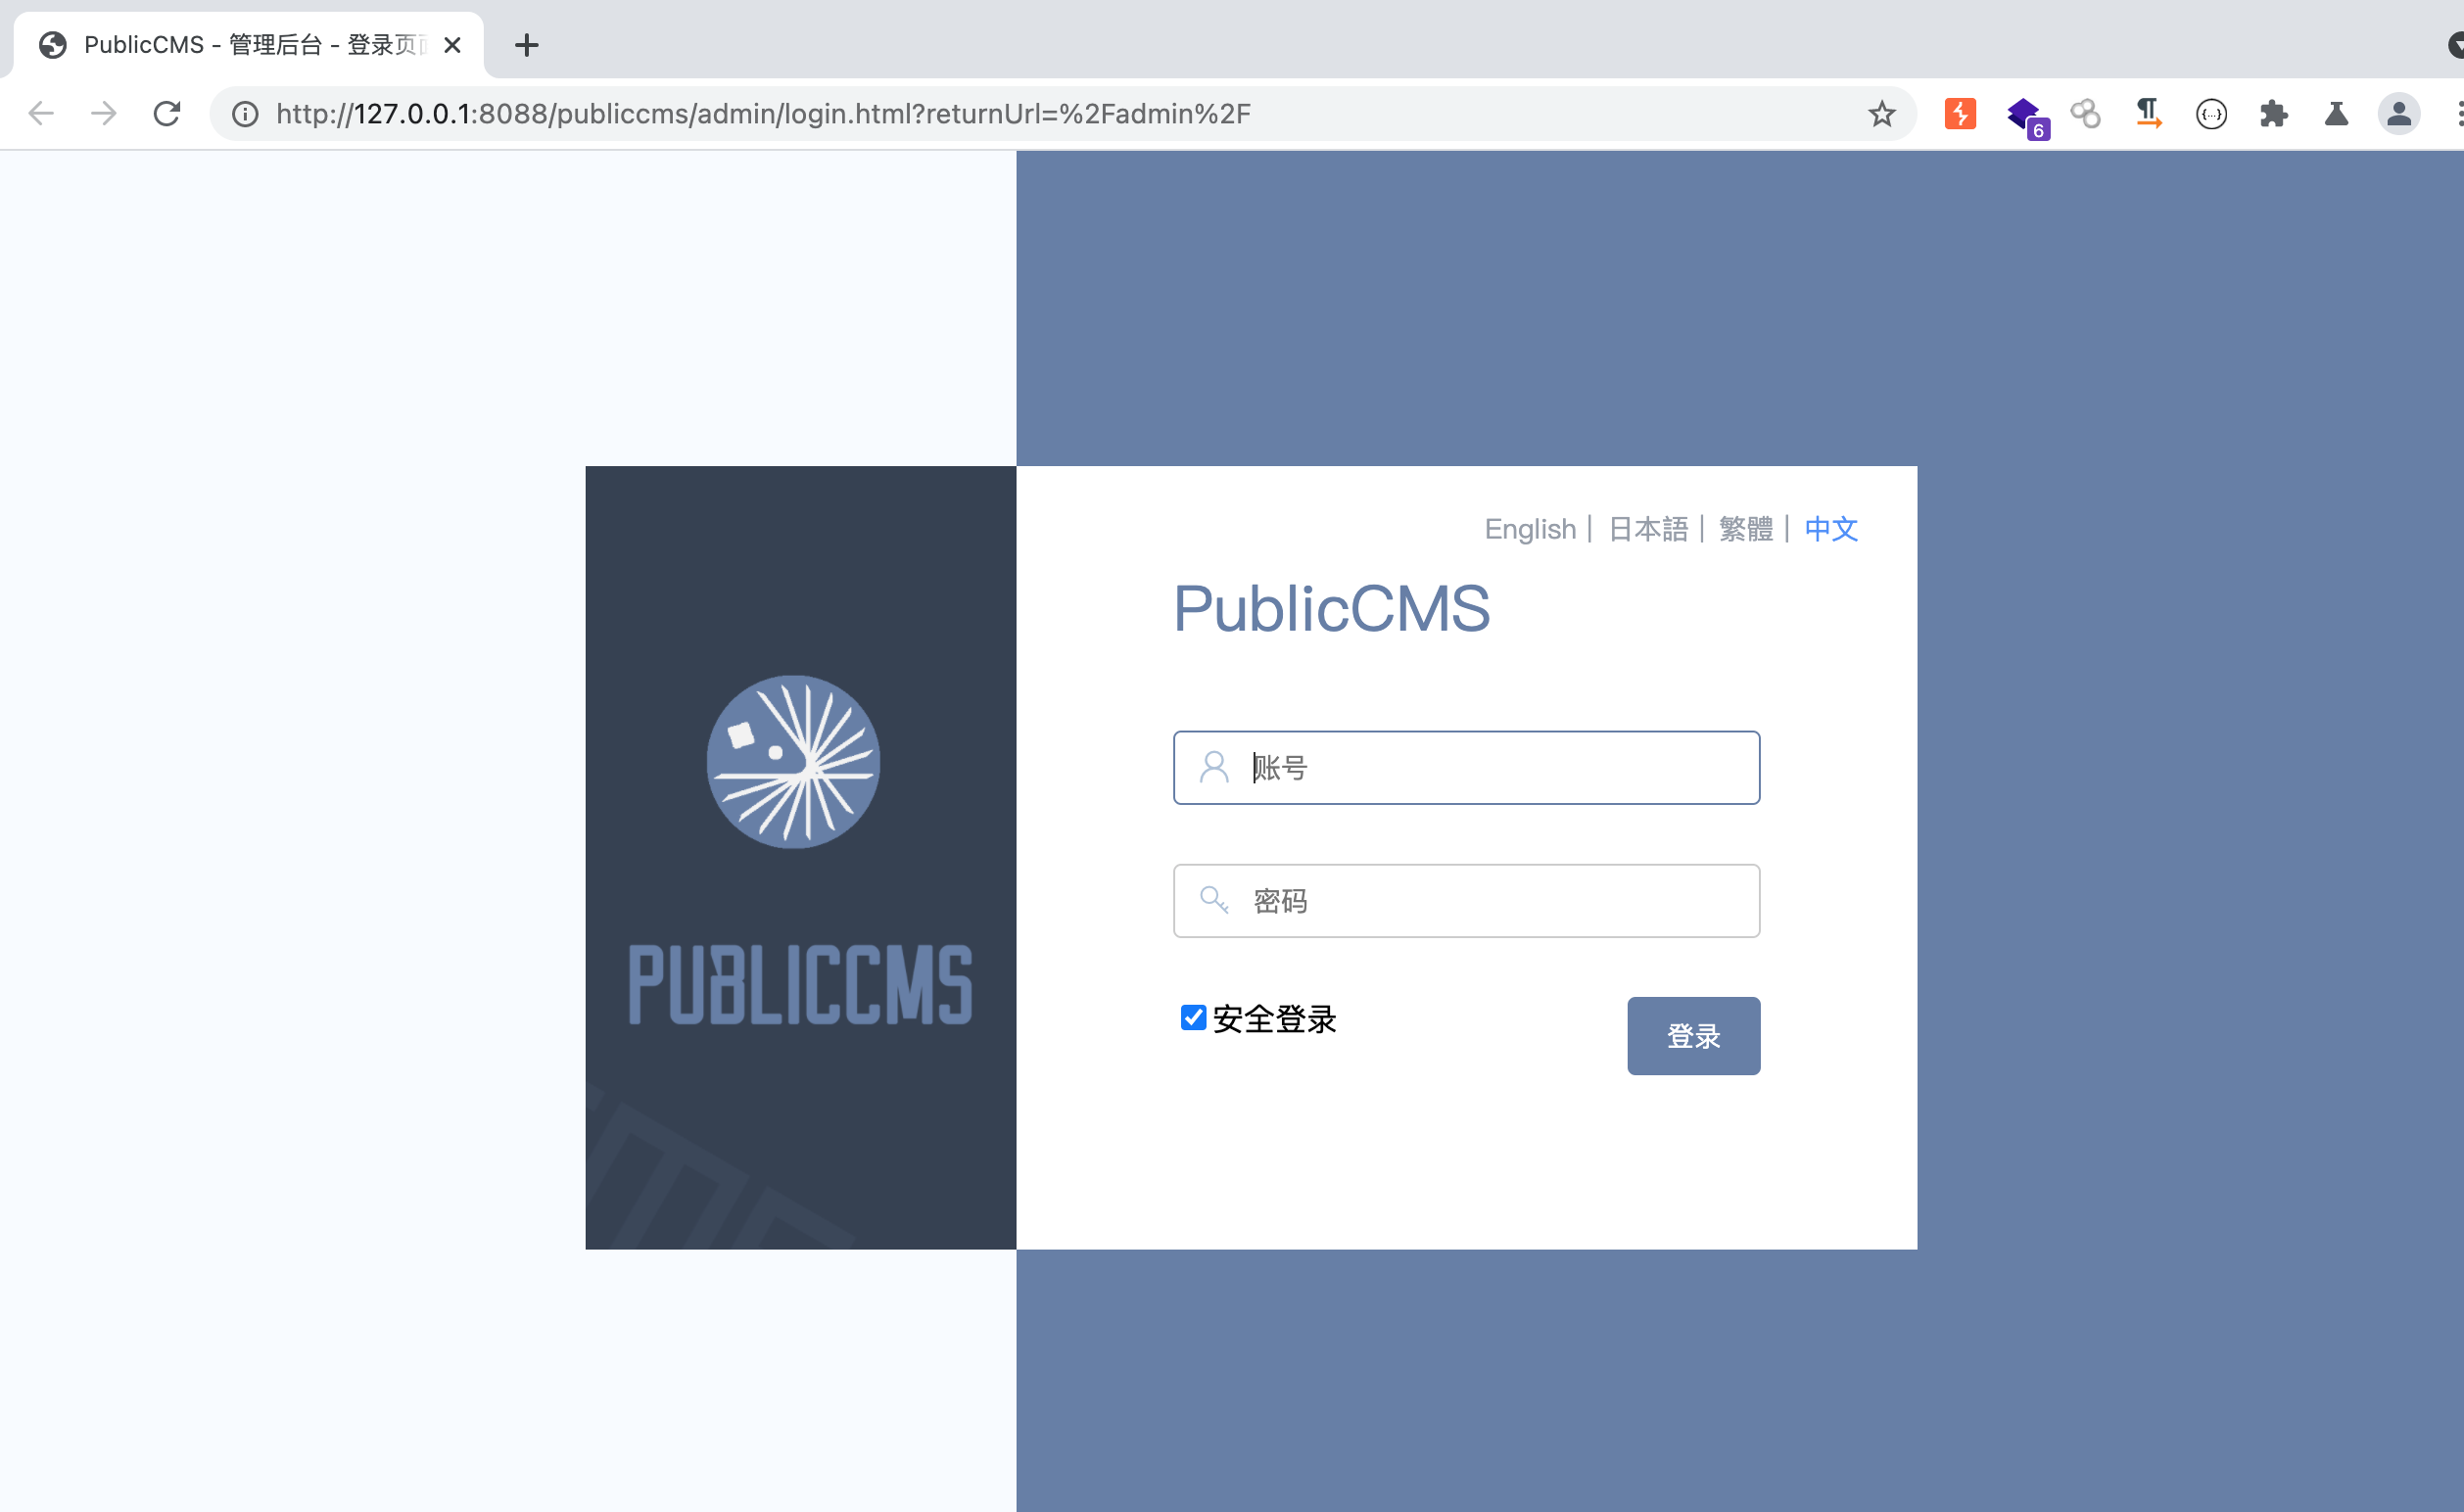 PublicCMS - 管理后台 - 登录页
http://127.0.0.1:8088/publiccms/admin/login.html?returnUrl=%2Fadmin%2F
6
English | 日本語 | 繁體 | 中文
PublicCMS
账号
密码
PUBLICCMS
安全登录
登录